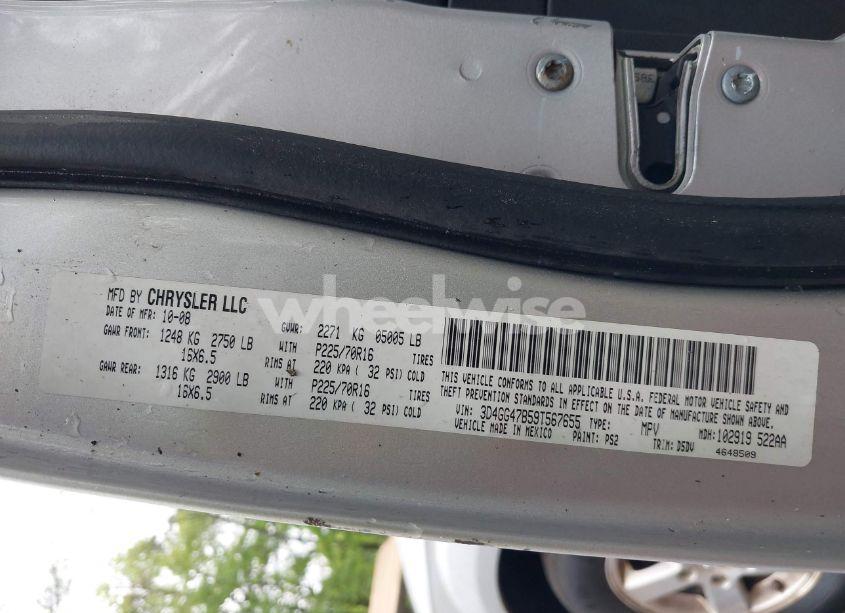 MFD BY CHRYSLER LLC
DATE OF MFR: 10-08 GVWR: 2271 KG 05005 LB
GAWR FRONT: 1248 KG 2750 LB WITH P225/70R16 TIRES
16X6.5 RIMS AT 220 KPA ( 32 PSI) COLD
GAWR REAR: 1316 KG 2900 LB WITH P225/70R16 TIRES
16X6.5 RIMS AT 220 KPA ( 32 PSI) COLD
THIS VEHICLE CONFORMS TO ALL APPLICABLE U.S.A. FEDERAL MOTOR VEHICLE SAFETY AND
THEFT PREVENTION STANDARDS IN EFFECT ON THE DATE OF MANUFACTURE SHOWN ABOVE.
VIN: 3D4GG47B59T567655 TYPE: MPV MDH: 102919 522AA
VEHICLE MADE IN MEXICO PAINT: PS2 TRIM: D5DV
4648509
wheelwise